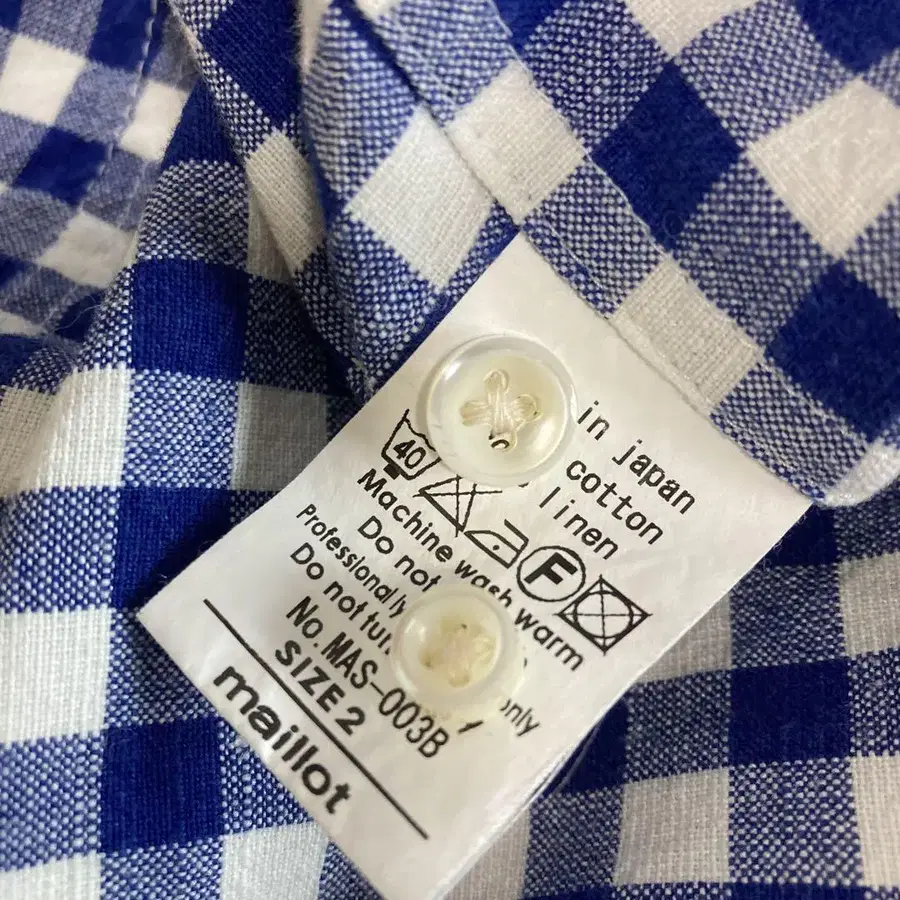 in japan
cotton
linen
40
F
Machine wash warm
Do not
Professionally only
Do not tum
No. MAS-003B
SIZE 2
maillot